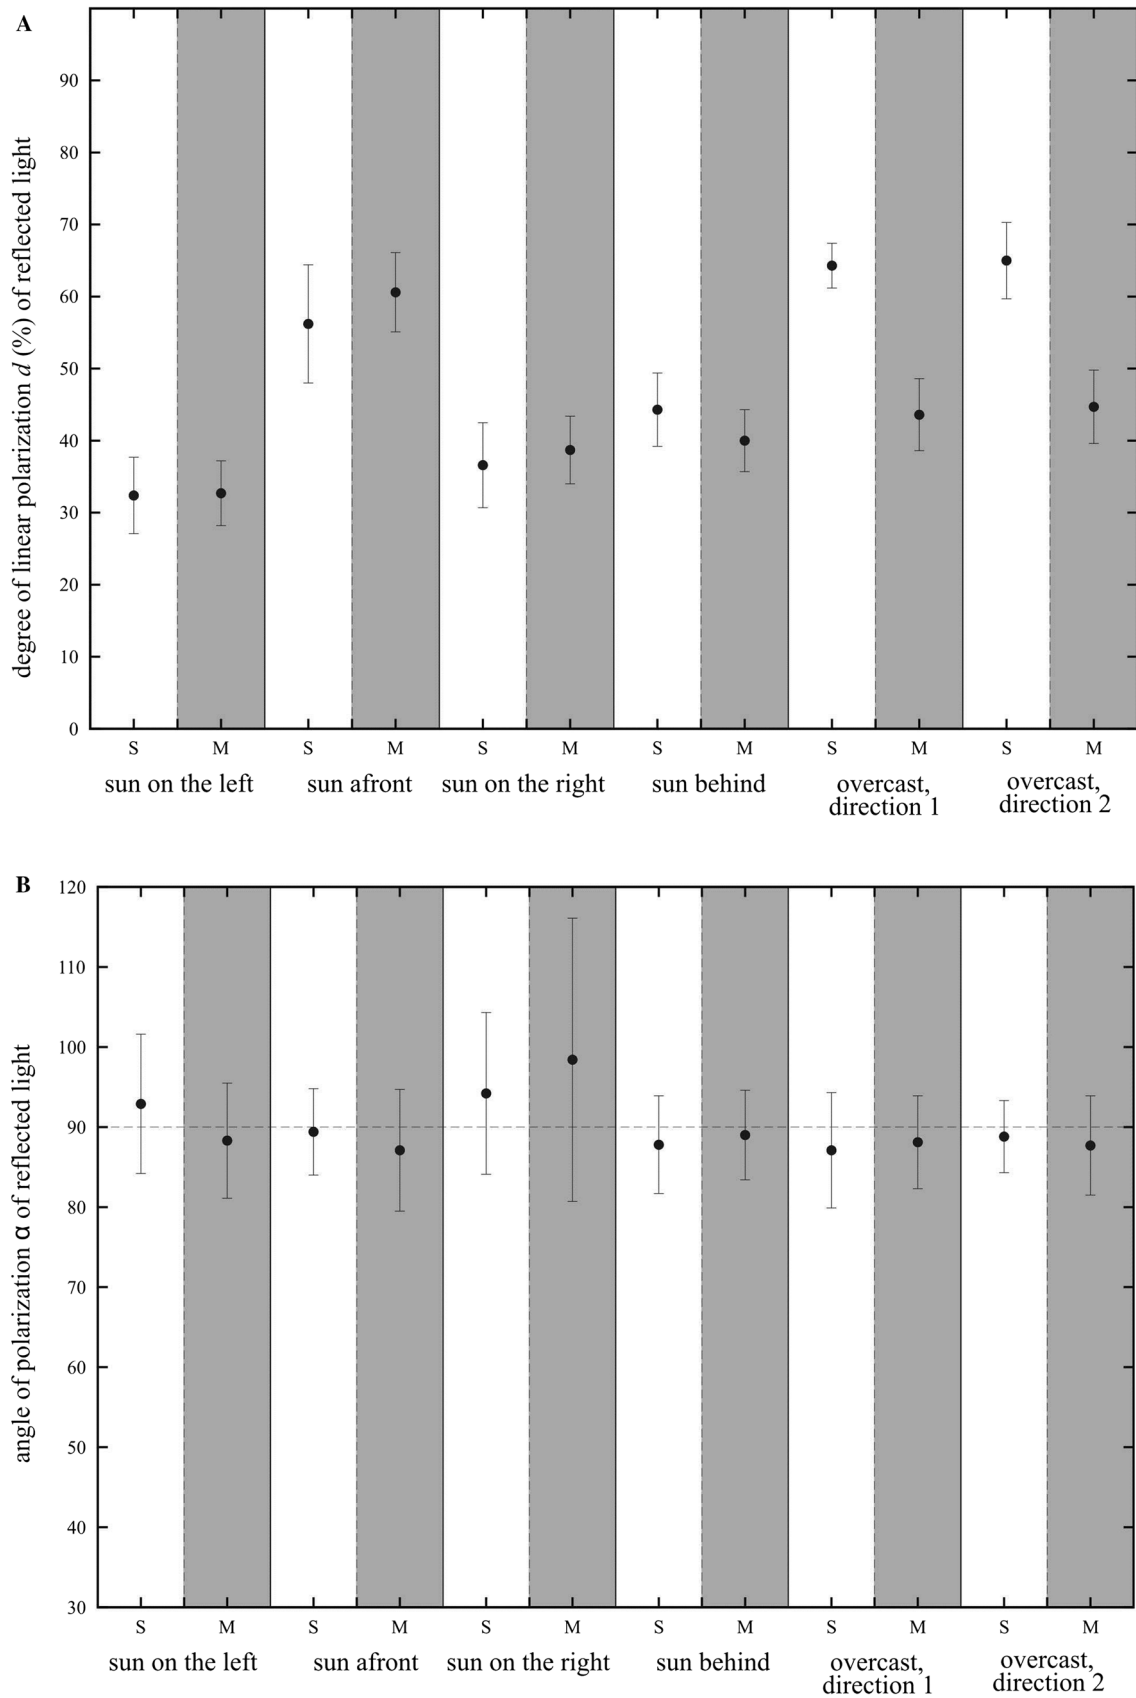 A
degree of linear polarization d (%) of reflected light
90
80
70
60
50
40
30
20
10
0
S M S M S M S M S M S M
sun on the left sun afront sun on the right sun behind overcast, direction 1 overcast, direction 2
B
angle of polarization α of reflected light
120
110
100
90
80
70
60
50
40
30
S M S M S M S M S M S M
sun on the left sun afront sun on the right sun behind overcast, direction 1 overcast, direction 2